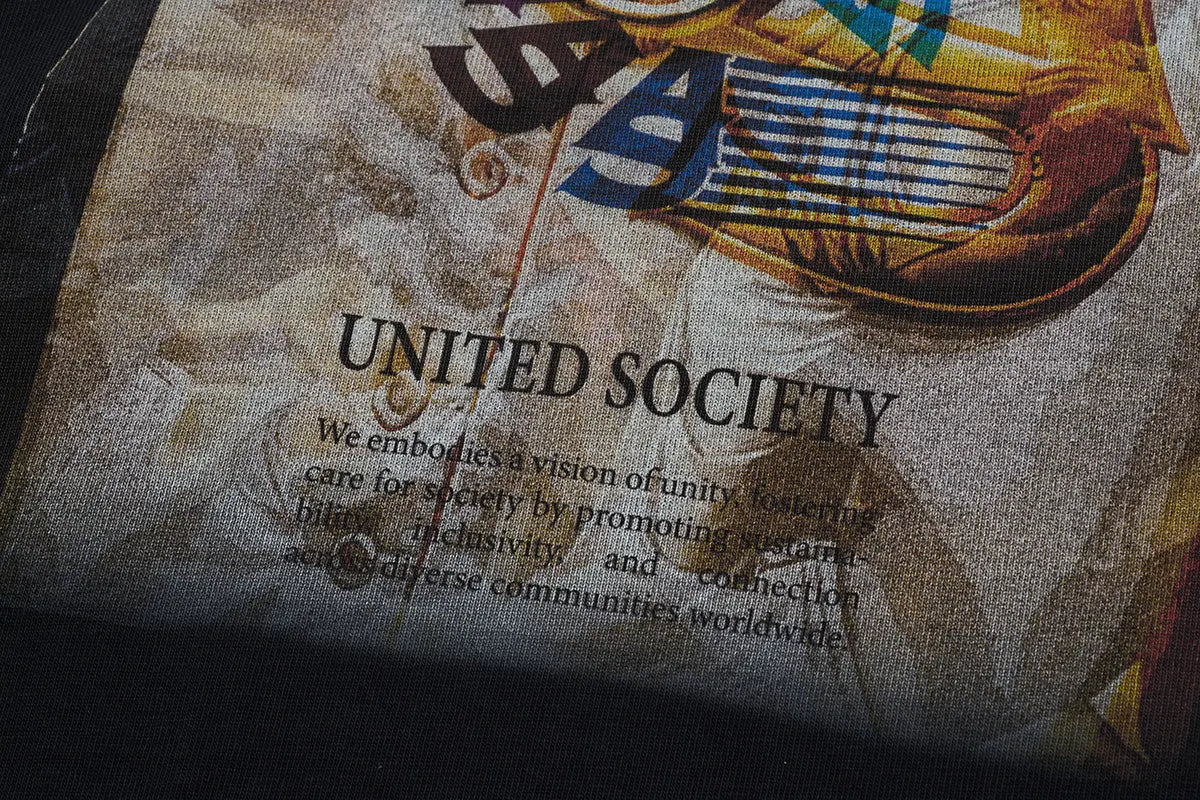 UNITED SOCIETY
We embodies a vision of unity, fostering
care for society by promoting sustaina-
bility, inclusivity, and connection
across diverse communities worldwide.